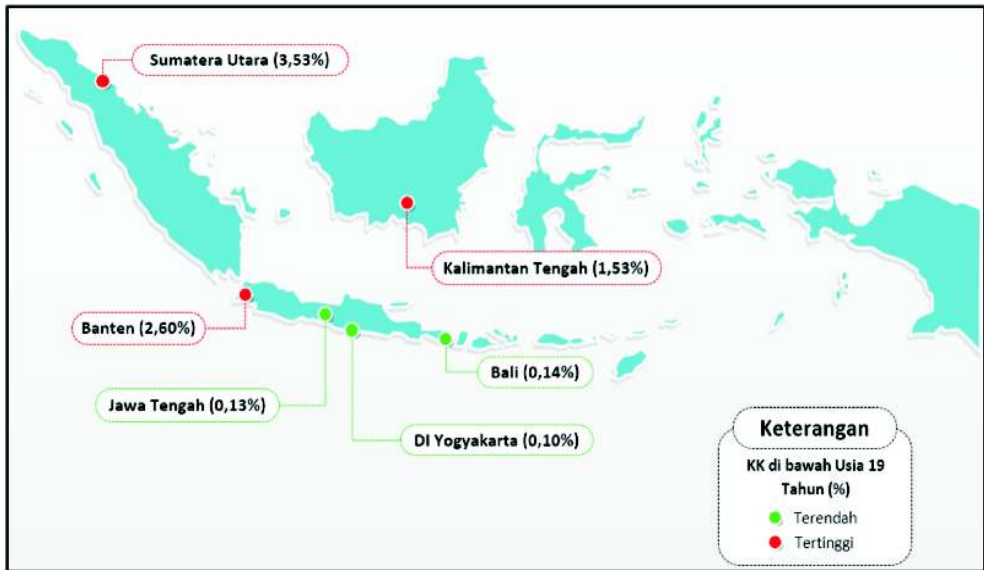 Sumatera Utara (3,53%)
Kalimantan Tengah (1,53%)
Banten (2,60%)
Bali (0,14%)
Jawa Tengah (0,13%)
DI Yogyakarta (0,10%)
Keterangan
KK di bawah Usia 19
Tahun (%)
Terendah
Tertinggi